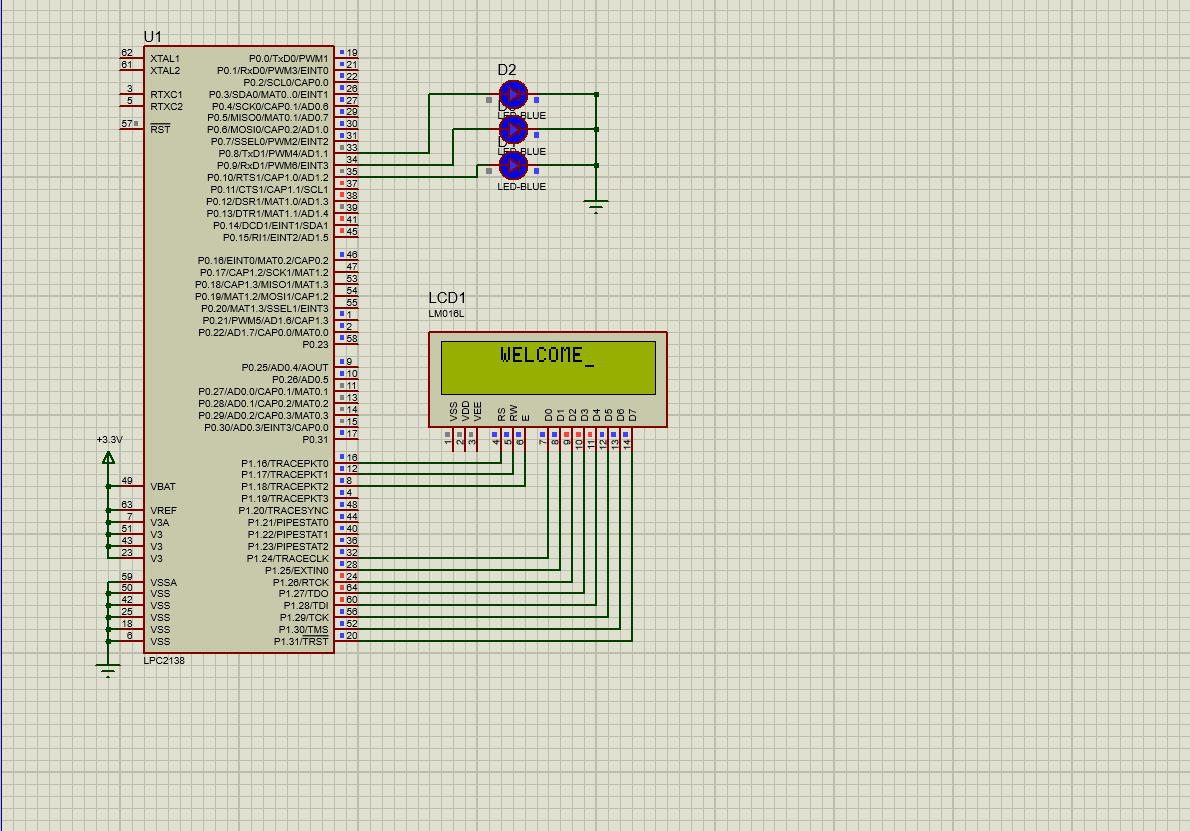 U1
62 XTAL1
61 XTAL2
3 RTXC1
5 RTXC2
57 RST
P0.0/TxD0/PWM1 19
P0.1/RxD0/PWM3/EINT0 21
P0.2/SCL0/CAP0.0 22
P0.3/SDA0/MAT0..0/EINT1 26
P0.4/SCK0/CAP0.1/AD0.6 27
P0.5/MISO0/MAT0.1/AD0.7 29
P0.6/MOSI0/CAP0.2/AD1.0 30
P0.7/SSEL0/PWM2/EINT2 31
P0.8/TxD1/PWM4/AD1.1 33
P0.9/RxD1/PWM6/EINT3 34
P0.10/RTS1/CAP1.0/AD1.2 35
P0.11/CTS1/CAP1.1/SCL1 37
P0.12/DSR1/MAT1.0/AD1.3 38
P0.13/DTR1/MAT1.1/AD1.4 39
P0.14/DCD1/EINT1/SDA1 41
P0.15/RI1/EINT2/AD1.5 45
P0.16/EINT0/MAT0.2/CAP0.2 46
P0.17/CAP1.2/SCK1/MAT1.2 47
P0.18/CAP1.3/MISO1/MAT1.3 53
P0.19/MAT1.2/MOSI1/CAP1.2 54
P0.20/MAT1.3/SSEL1/EINT3 55
P0.21/PWM5/AD1.6/CAP1.3 1
P0.22/AD1.7/CAP0.0/MAT0.0 2
P0.23 58
P0.25/AD0.4/AOUT 9
P0.26/AD0.5 10
P0.27/AD0.0/CAP0.1/MAT0.1 11
P0.28/AD0.1/CAP0.2/MAT0.2 13
P0.29/AD0.2/CAP0.3/MAT0.3 14
P0.30/AD0.3/EINT3/CAP0.0 15
P0.31 17
P1.16/TRACEPKT0 16
P1.17/TRACEPKT1 12
P1.18/TRACEPKT2 8
P1.19/TRACEPKT3 4
P1.20/TRACESYNC 48
P1.21/PIPESTAT0 44
P1.22/PIPESTAT1 40
P1.23/PIPESTAT2 36
P1.24/TRACECLK 32
P1.25/EXTIN0 28
P1.26/RTCK 24
P1.27/TDO 64
P1.28/TDI 60
P1.29/TCK 56
P1.30/TMS 52
P1.31/TRST 20
+3.3V
49 VBAT
63 VREF
7 V3A
51 V3
43 V3
23 V3
59 VSSA
50 VSS
42 VSS
25 VSS
18 VSS
6 VSS
LPC2138
D2
LED-BLUE
LED-BLUE
LED-BLUE
LCD1
LM016L
WELCOME_
VSS VDD VEE RS RW E D0 D1 D2 D3 D4 D5 D6 D7
1 2 3 4 5 6 7 8 9 10 11 12 13 14